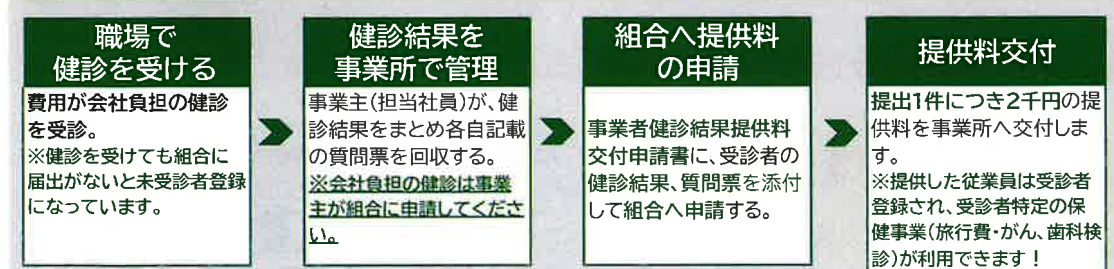 職場で
健診を受ける
費用が会社負担の健診
を受診。
※健診を受けても組合に
届出がないと未受診者登録
になっています。
健診結果を
事業所で管理
事業主(担当社員)が、健
診結果をまとめ各自記載
の質問票を回収する。
※会社負担の健診は事業
主が組合に申請してくださ
い。
組合へ提供料
の申請
事業者健診結果提供料
交付申請書に、受診者の
健診結果、質問票を添付
して組合へ申請する。
提供料交付
提出1件につき2千円の提
供料を事業所へ交付しま
す。
※提供した従業員は受診者
登録され、受診者特定の保
健事業(旅行費・がん、歯科検
診)が利用できます!